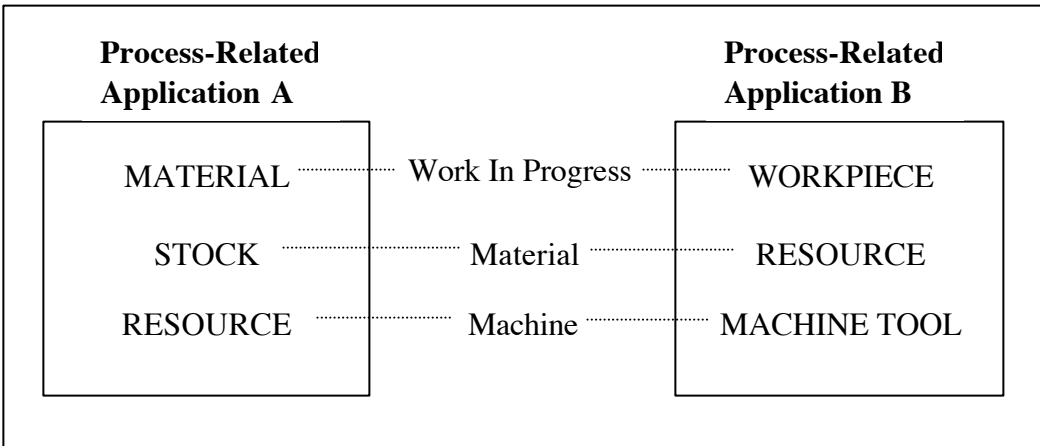 Process-Related
Application A
Process-Related
Application B
MATERIAL Work In Progress WORKPIECE
STOCK Material RESOURCE
RESOURCE Machine MACHINE TOOL